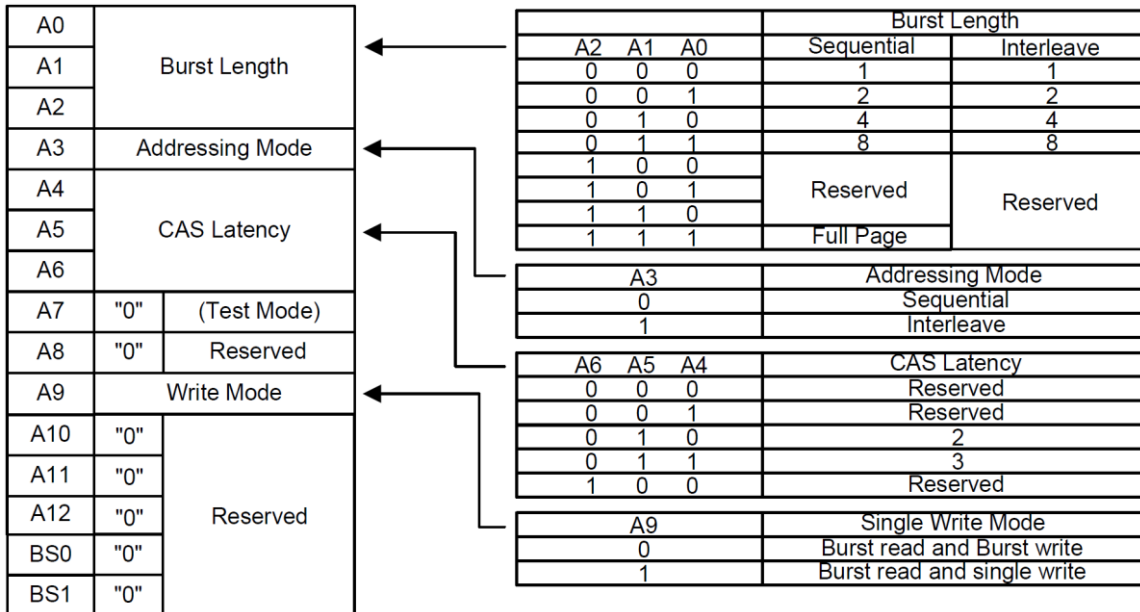 A0
A1 Burst Length
A2
A3 Addressing Mode
A4
A5 CAS Latency
A6
A7 "0" (Test Mode)
A8 "0" Reserved
A9 Write Mode
A10 "0"
A11 "0"
A12 "0" Reserved
BS0 "0"
BS1 "0"
Burst Length
A2 A1 A0 Sequential Interleave
0 0 0 1 1
0 0 1 2 2
0 1 0 4 4
0 1 1 8 8
1 0 0
1 0 1 Reserved Reserved
1 1 0
1 1 1 Full Page
A3 Addressing Mode
0 Sequential
1 Interleave
A6 A5 A4 CAS Latency
0 0 0 Reserved
0 0 1 Reserved
0 1 0 2
0 1 1 3
1 0 0 Reserved
A9 Single Write Mode
0 Burst read and Burst write
1 Burst read and single write